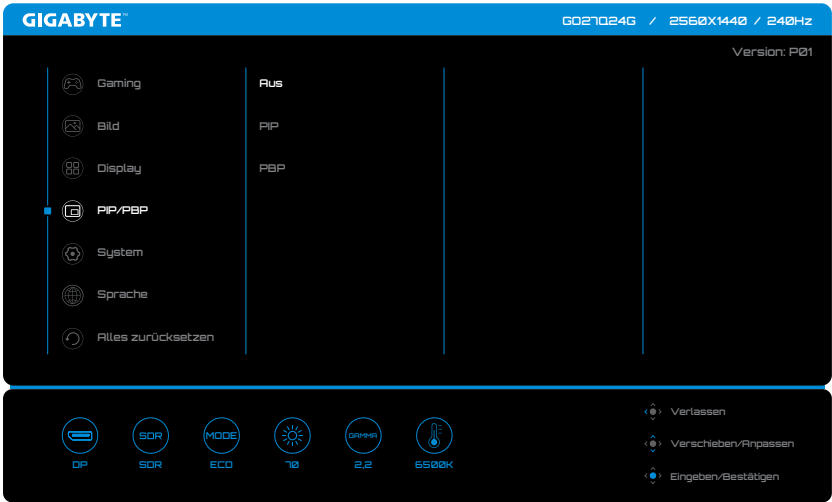 GIGABYTE™
GO27Q24G / 2560X1440 / 240Hz
Version: P01
Gaming
Aus
Bild
PIP
Display
PBP
PIP/PBP
System
Sprache
Alles zurücksetzen
Verlassen
SDR
MODE
GAMMA
Verschieben/Anpassen
DP
SDR
ECO
70
2,2
6500K
Eingeben/Bestätigen